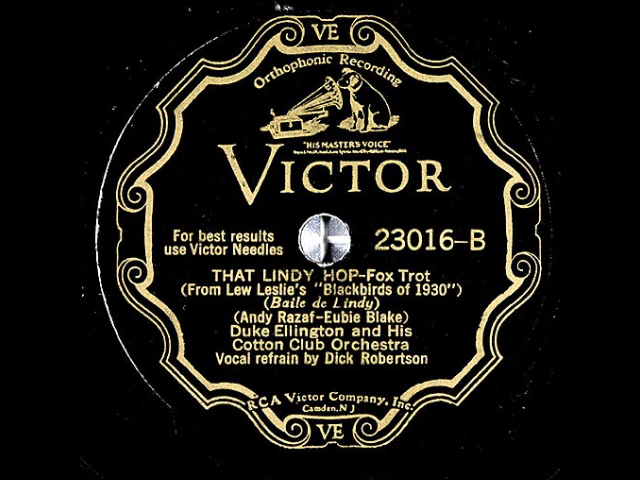 VE
Orthophonic Recording
"HIS MASTER'S VOICE"
VICTOR
For best results
use Victor Needles
23016-B
THAT LINDY HOP-Fox Trot
(From Lew Leslie's "Blackbirds of 1930")
(Baile de Lindy)
(Andy Razaf-Eubie Blake)
Duke Ellington and His
Cotton Club Orchestra
Vocal refrain by Dick Robertson
RCA Victor Company, Inc.
Camden, N J
VE